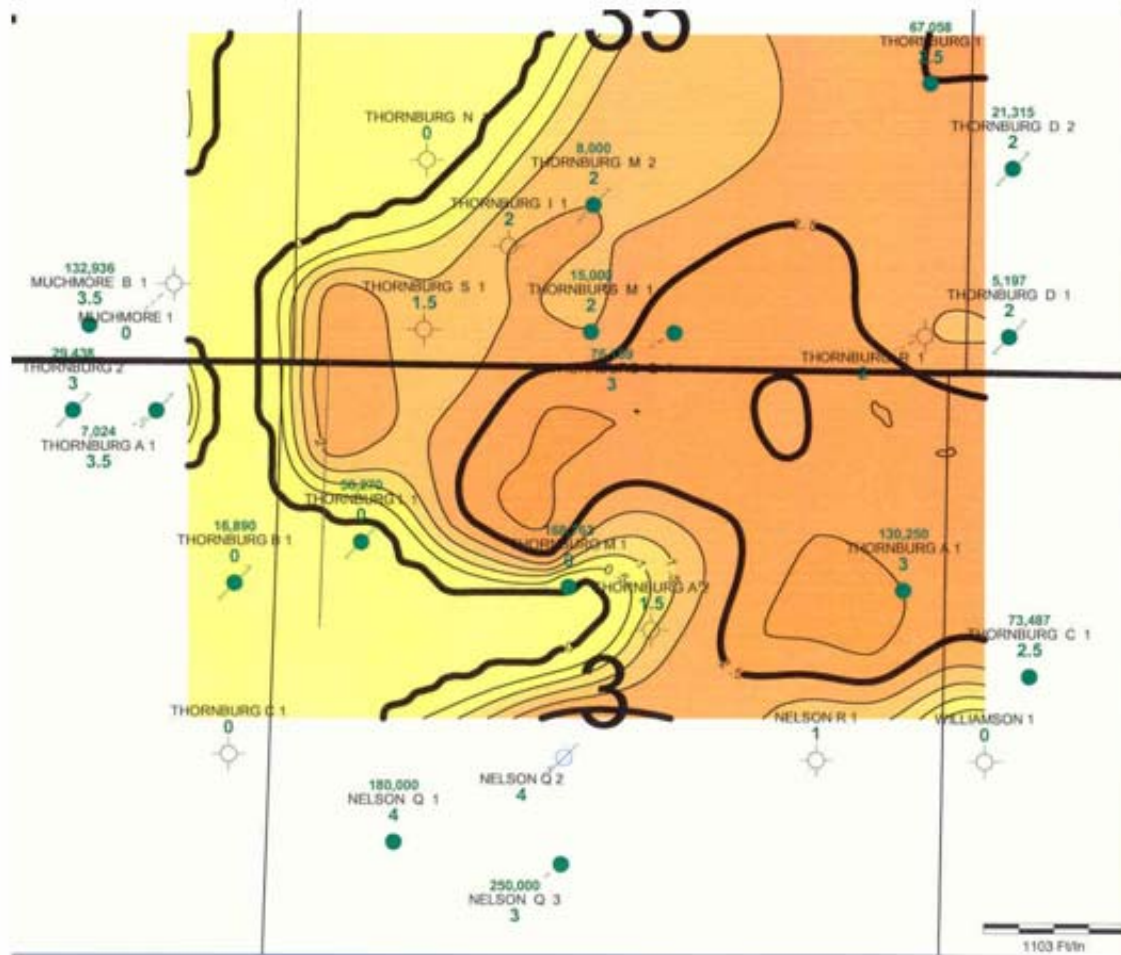 35
67,058
THORNBURG 1
21,315
THORNBURG D 2
2
THORNBURG N
0
8,000
THORNBURG M 2
2
THORNBURG I 1
2
132,936
MUCHMORE B 1
3.5
MUCHMORE 1
0
THORNBURG S 1
1.5
15,000
THORNBURG M 1
2
5,197
THORNBURG D 1
2
29,438
THORNBURG 2
3
3
THORNBURG R 1
2
7,024
THORNBURG A 1
3.5
THORNBURG L 1
0
16,890
THORNBURG B 1
0
THORNBURG M 1
130,250
THORNBURG A 1
3
THORNBURG A 2
1.5
73,487
THORNBURG C 1
2.5
3
THORNBURG C 1
0
NELSON R 1
1
WILLIAMSON 1
0
NELSON Q 2
4
180,000
NELSON Q 1
4
250,000
NELSON Q 3
3
1103 Ft/in